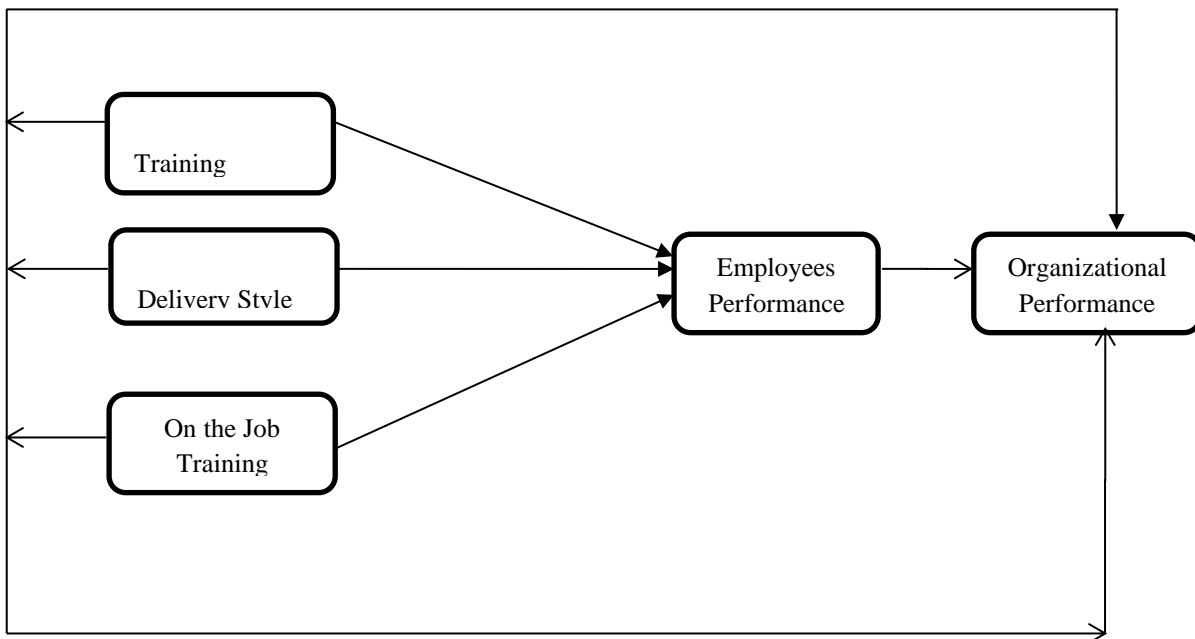 Training
Delivery Style
On the Job
Training
Employees
Performance
Organizational
Performance